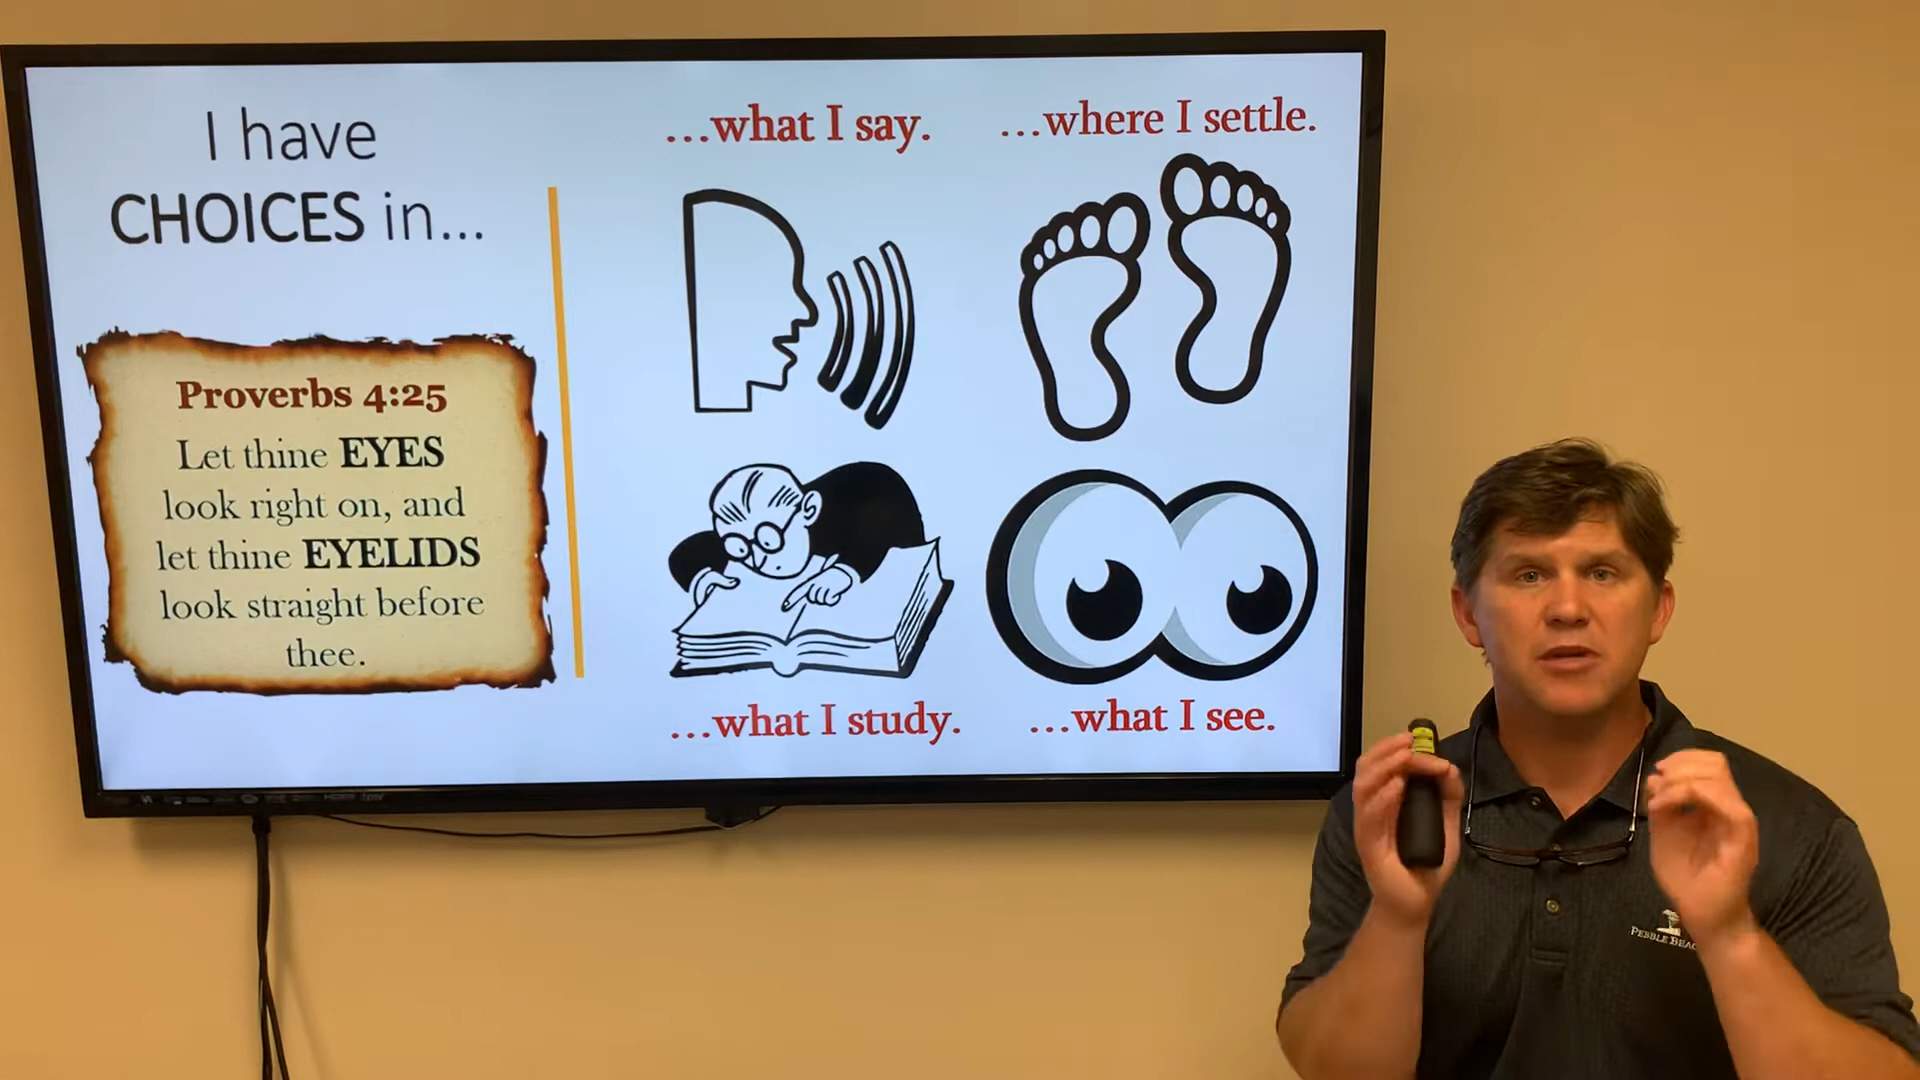 I have
CHOICES in...
Proverbs 4:25
Let thine EYES
look right on, and
let thine EYELIDS
look straight before
thee.
...what I say.
...where I settle.
...what I study.
...what I see.
PEBBLE